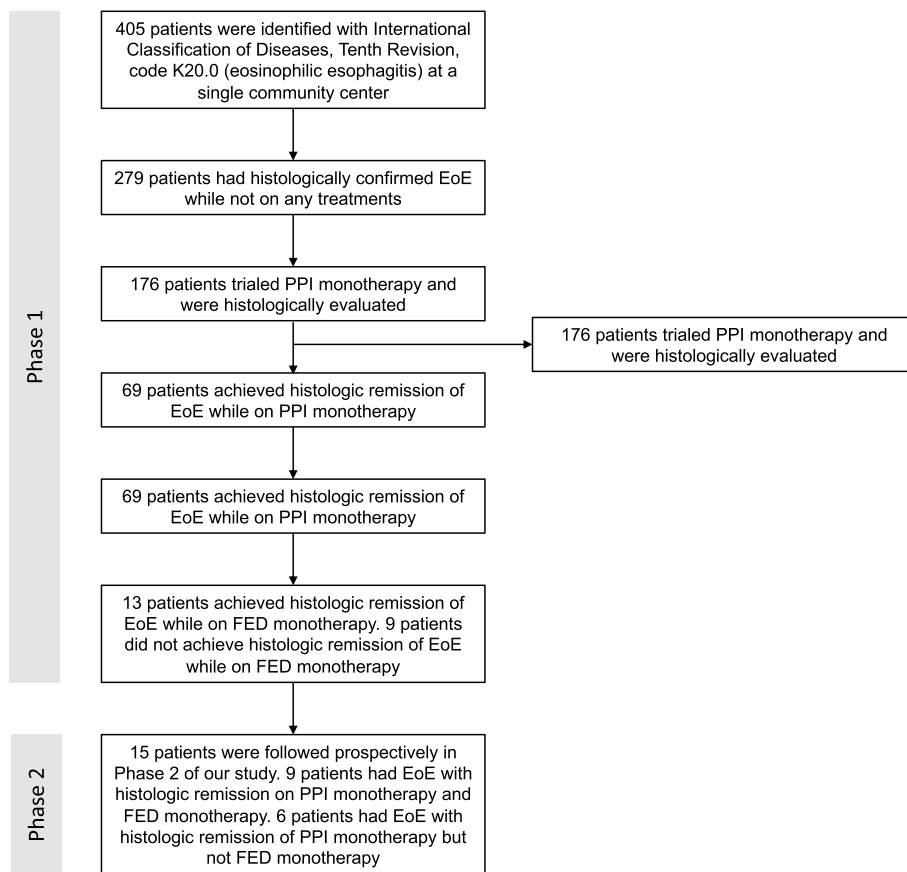 Phase 1
405 patients were identified with International
Classification of Diseases, Tenth Revision,
code K20.0 (eosinophilic esophagitis) at a
single community center
279 patients had histologically confirmed EoE
while not on any treatments
176 patients trialed PPI monotherapy and
were histologically evaluated
176 patients trialed PPI monotherapy and
were histologically evaluated
69 patients achieved histologic remission of
EoE while on PPI monotherapy
69 patients achieved histologic remission of
EoE while on PPI monotherapy
13 patients achieved histologic remission of
EoE while on FED monotherapy. 9 patients
did not achieve histologic remission of EoE
while on FED monotherapy
Phase 2
15 patients were followed prospectively in
Phase 2 of our study. 9 patients had EoE with
histologic remission on PPI monotherapy and
FED monotherapy. 6 patients had EoE with
histologic remission of PPI monotherapy but
not FED monotherapy